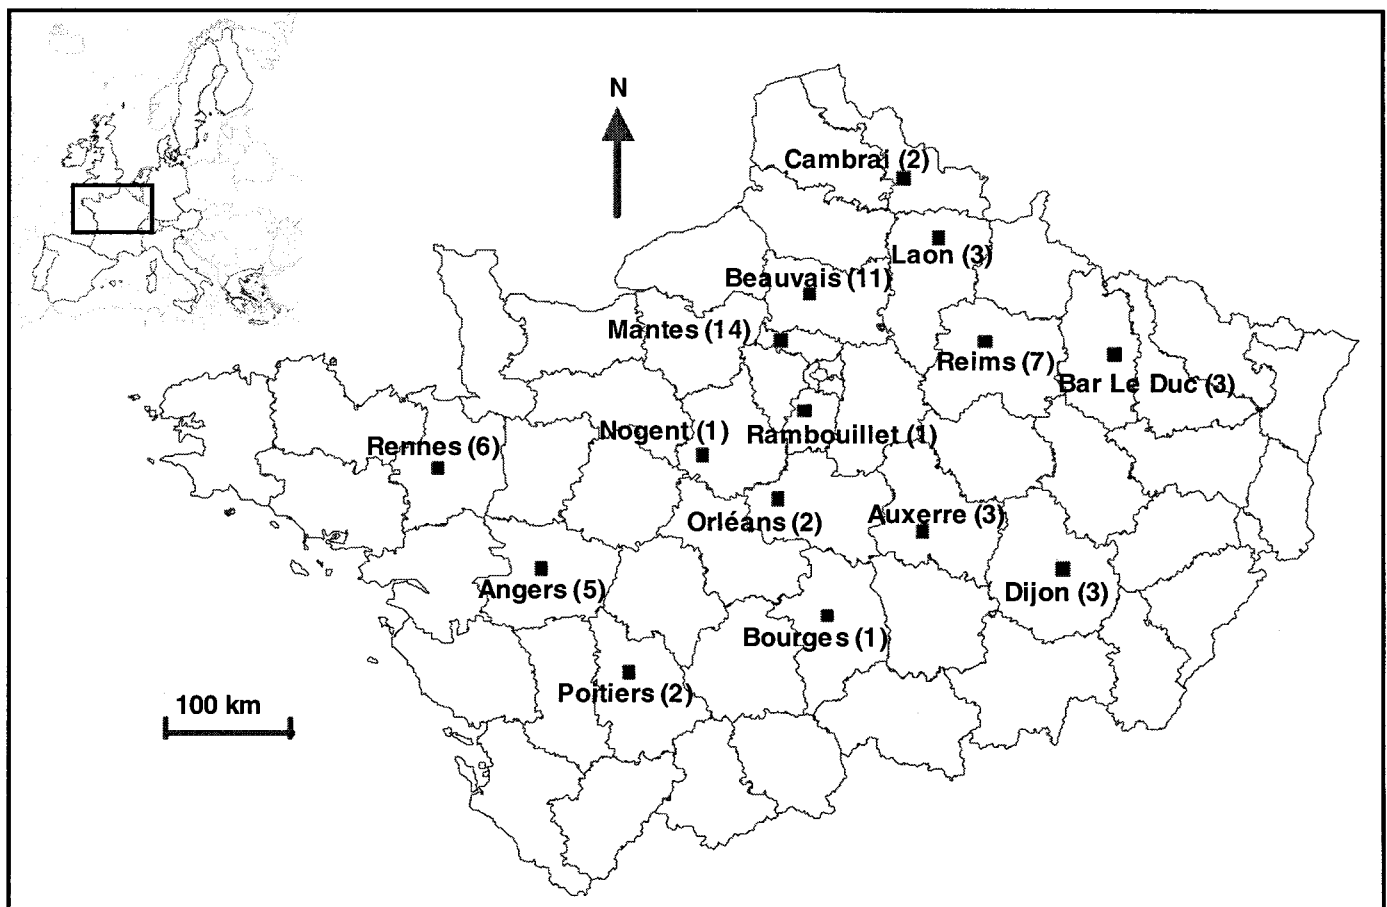 N
Cambrai (2)
Laon (3)
Beauvais (11)
Mantes (14)
Reims (7)
Bar Le Duc (3)
Nogent (1)
Rambouillet (1)
Rennes (6)
Orléans (2)
Auxerre (3)
Angers (5)
Dijon (3)
Bourges (1)
Poitiers (2)
100 km